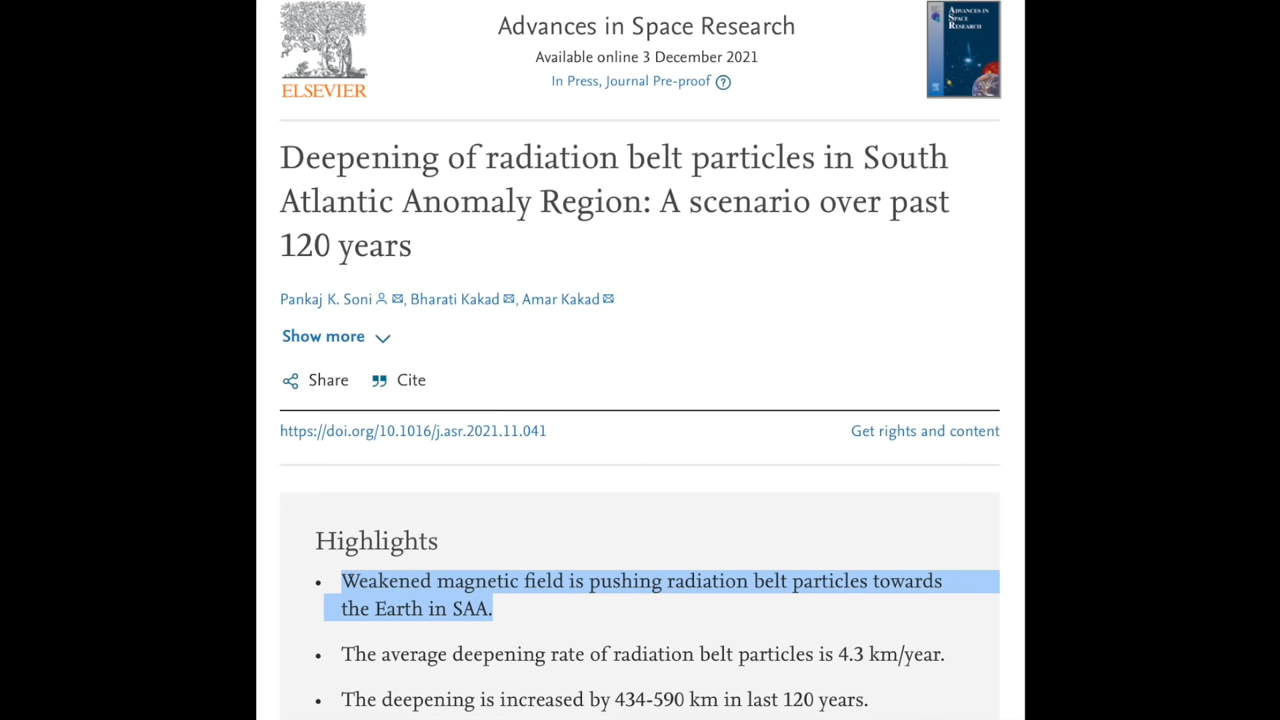 ELSEVIER
Advances in Space Research
Available online 3 December 2021
In Press, Journal Pre-proof ?
ADVANCES IN
SPACE
RESEARCH
Deepening of radiation belt particles in South
Atlantic Anomaly Region: A scenario over past
120 years
Pankaj K. Soni, Bharati Kakad, Amar Kakad
Show more
Share Cite
https://doi.org/10.1016/j.asr.2021.11.041 Get rights and content
Highlights
• Weakened magnetic field is pushing radiation belt particles towards
the Earth in SAA.
• The average deepening rate of radiation belt particles is 4.3 km/year.
• The deepening is increased by 434-590 km in last 120 years.